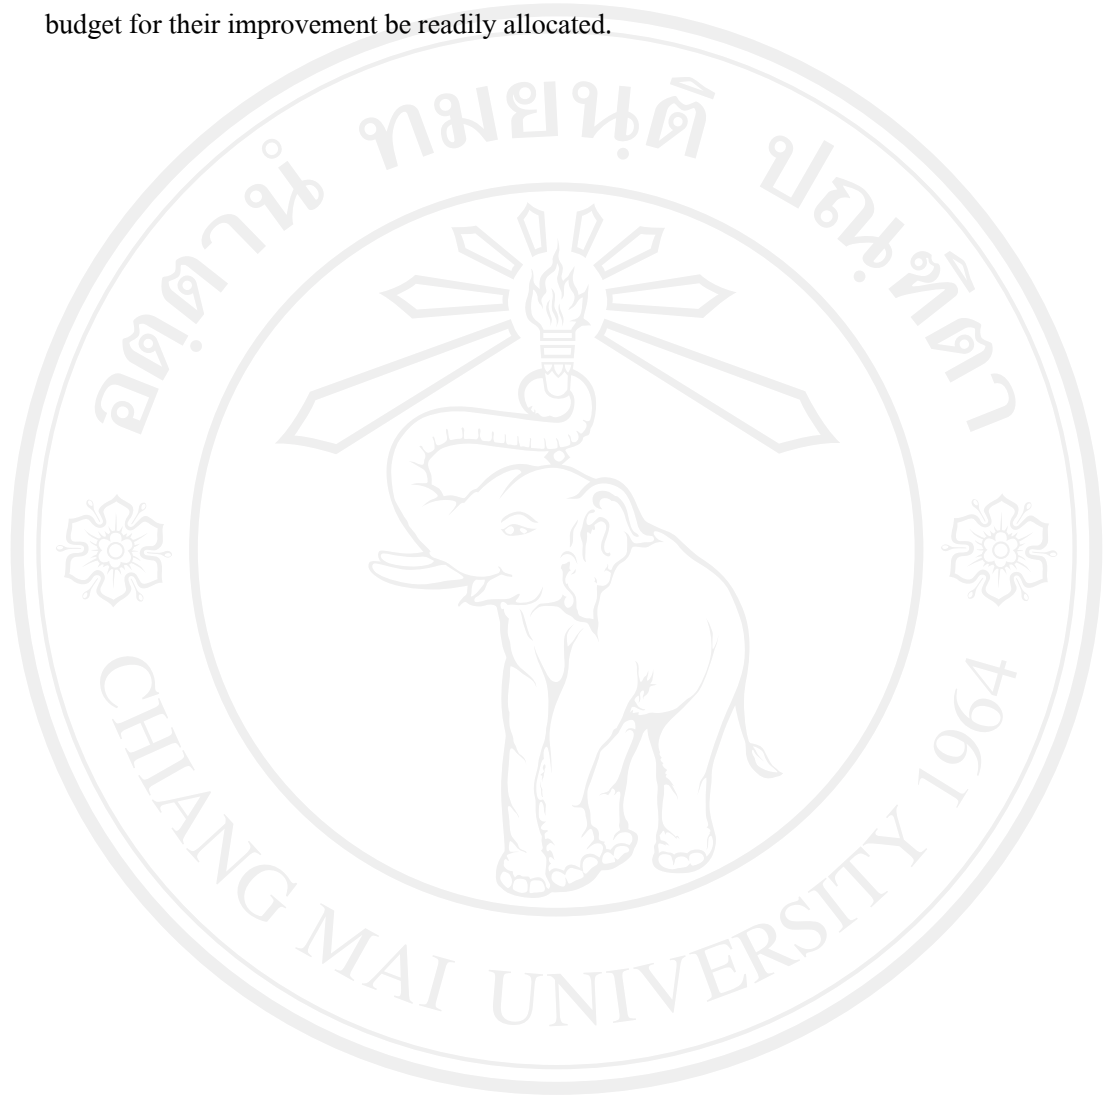 budget for their improvement be readily allocated.
อตฺตานํ ทมยนฺติ ปณฺฑิตา
CHIANG MAI UNIVERSITY 1964